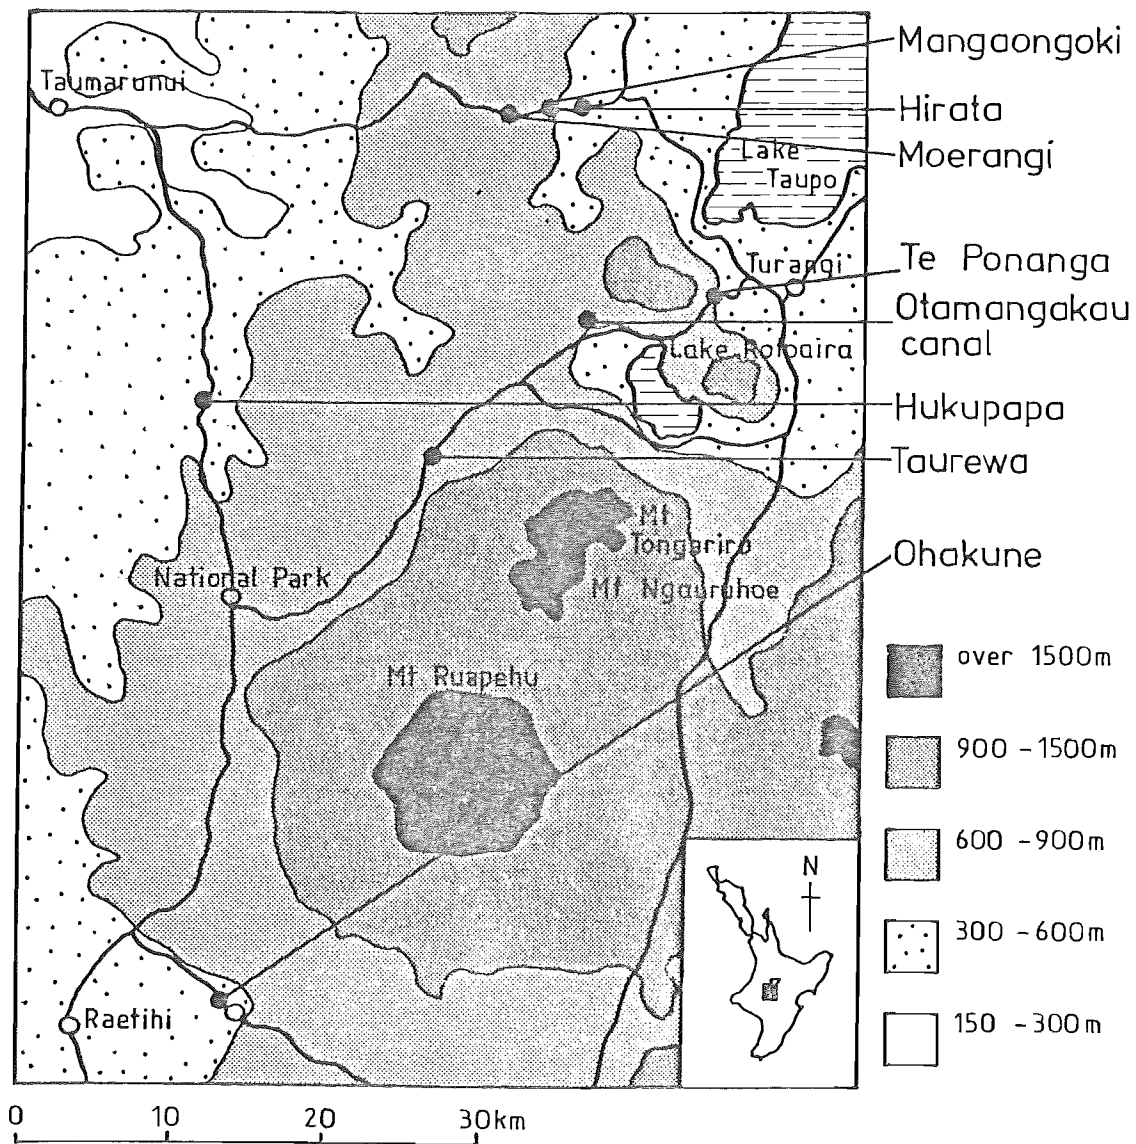 Mangaongoki
Taumarunui
Hirata
Moerangi
Lake
Taupo
Te Ponanga
Turangi
Otamangakau
canal
Lake Rotoaira
Hukupapa
Taurewa
Mt
Tongariro
Ohakune
National Park
Mt Ngauruhoe
over 1500m
Mt Ruapehu
900 - 1500m
600 - 900m
N
300 - 600m
Raetihi
150 - 300m
0 10 20 30km